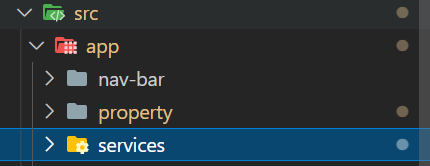 src
app
nav-bar
property
services